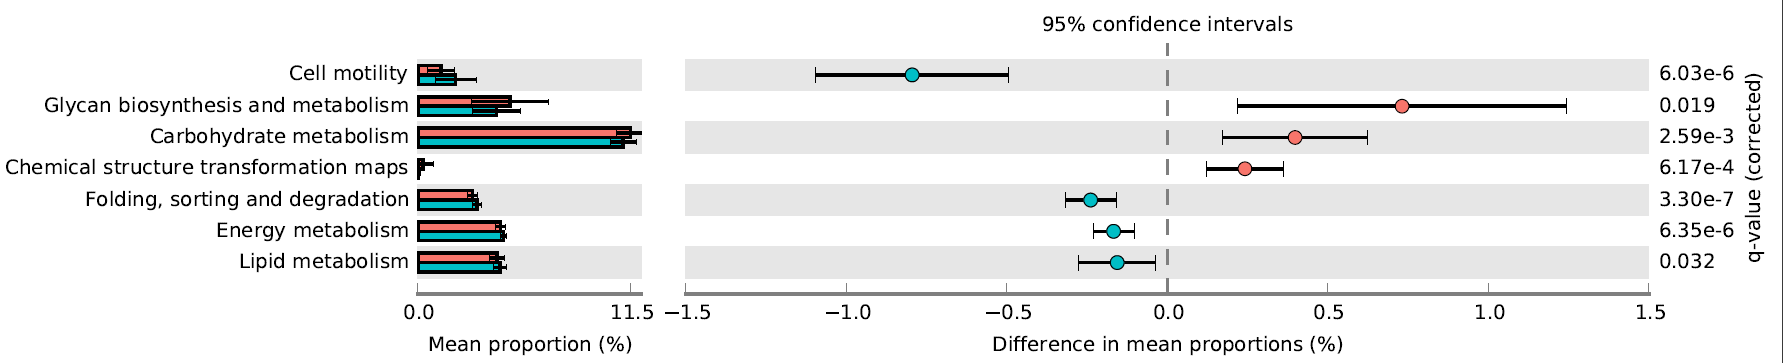 95% confidence intervals
Cell motility 6.03e-6
Glycan biosynthesis and metabolism 0.019
Carbohydrate metabolism 2.59e-3
Chemical structure transformation maps 6.17e-4
Folding, sorting and degradation 3.30e-7
Energy metabolism 6.35e-6
Lipid metabolism 0.032
q-value (corrected)
0.0 11.5 −1.5 −1.0 −0.5 0.0 0.5 1.0 1.5
Mean proportion (%) Difference in mean proportions (%)